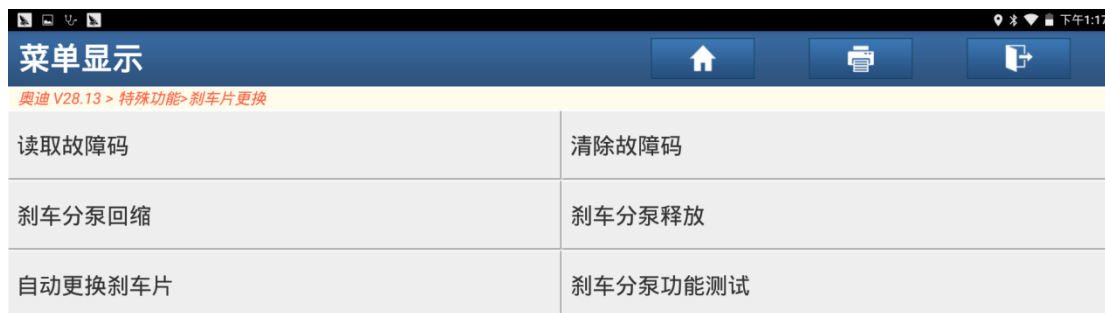 下午1:17
菜单显示
奥迪 V28.13 > 特殊功能>刹车片更换
读取故障码
清除故障码
刹车分泵回缩
刹车分泵释放
自动更换刹车片
刹车分泵功能测试